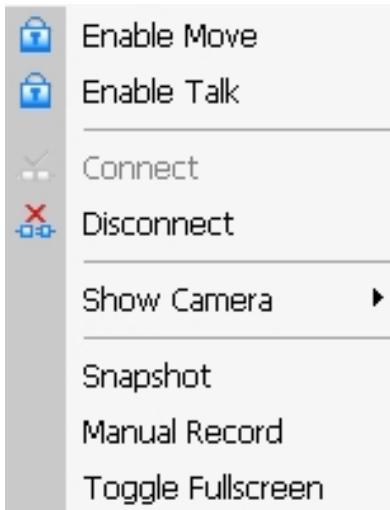 Enable Move
Enable Talk
Connect
Disconnect
Show Camera
Snapshot
Manual Record
Toggle Fullscreen